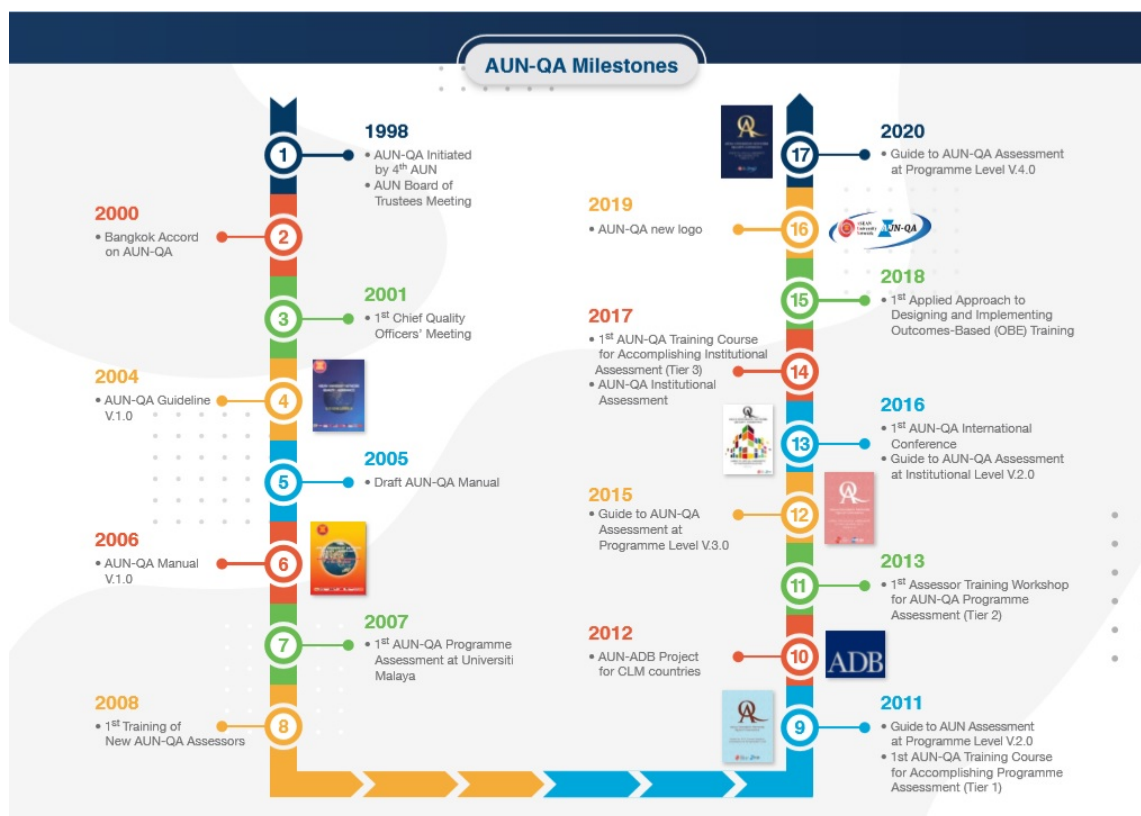 AUN-QA Milestones
1
1998
• AUN-QA Initiated
by 4th AUN
• AUN Board of
Trustees Meeting
2000
• Bangkok Accord
on AUN-QA
2
3
2001
• 1st Chief Quality
Officers' Meeting
2004
• AUN-QA Guideline
V.1.0
4
5
2005
• Draft AUN-QA Manual
2006
• AUN-QA Manual
V.1.0
6
7
2007
• 1st AUN-QA Programme
Assessment at Universiti
Malaya
2008
• 1st Training of
New AUN-QA Assessors
8
9
2011
• Guide to AUN Assessment
at Programme Level V.2.0
• 1st AUN-QA Training Course
for Accomplishing Programme
Assessment (Tier 1)
QA
2012
• AUN-ADB Project
for CLM countries
10
ADB
11
2013
• 1st Assessor Training Workshop
for AUN-QA Programme
Assessment (Tier 2)
2015
• Guide to AUN-QA
Assessment at
Programme Level V.3.0
12
QA
13
2016
• 1st AUN-QA International
Conference
• Guide to AUN-QA Assessment
at Institutional Level V.2.0
QA
2017
• 1st AUN-QA Training Course
for Accomplishing Institutional
Assessment (Tier 3)
• AUN-QA Institutional
Assessment
14
15
2018
• 1st Applied Approach to
Designing and Implementing
Outcomes-Based (OBE) Training
2019
• AUN-QA new logo
16
ASEAN
University
Network
AUN-QA
17
2020
• Guide to AUN-QA Assessment
at Programme Level V.4.0
QA